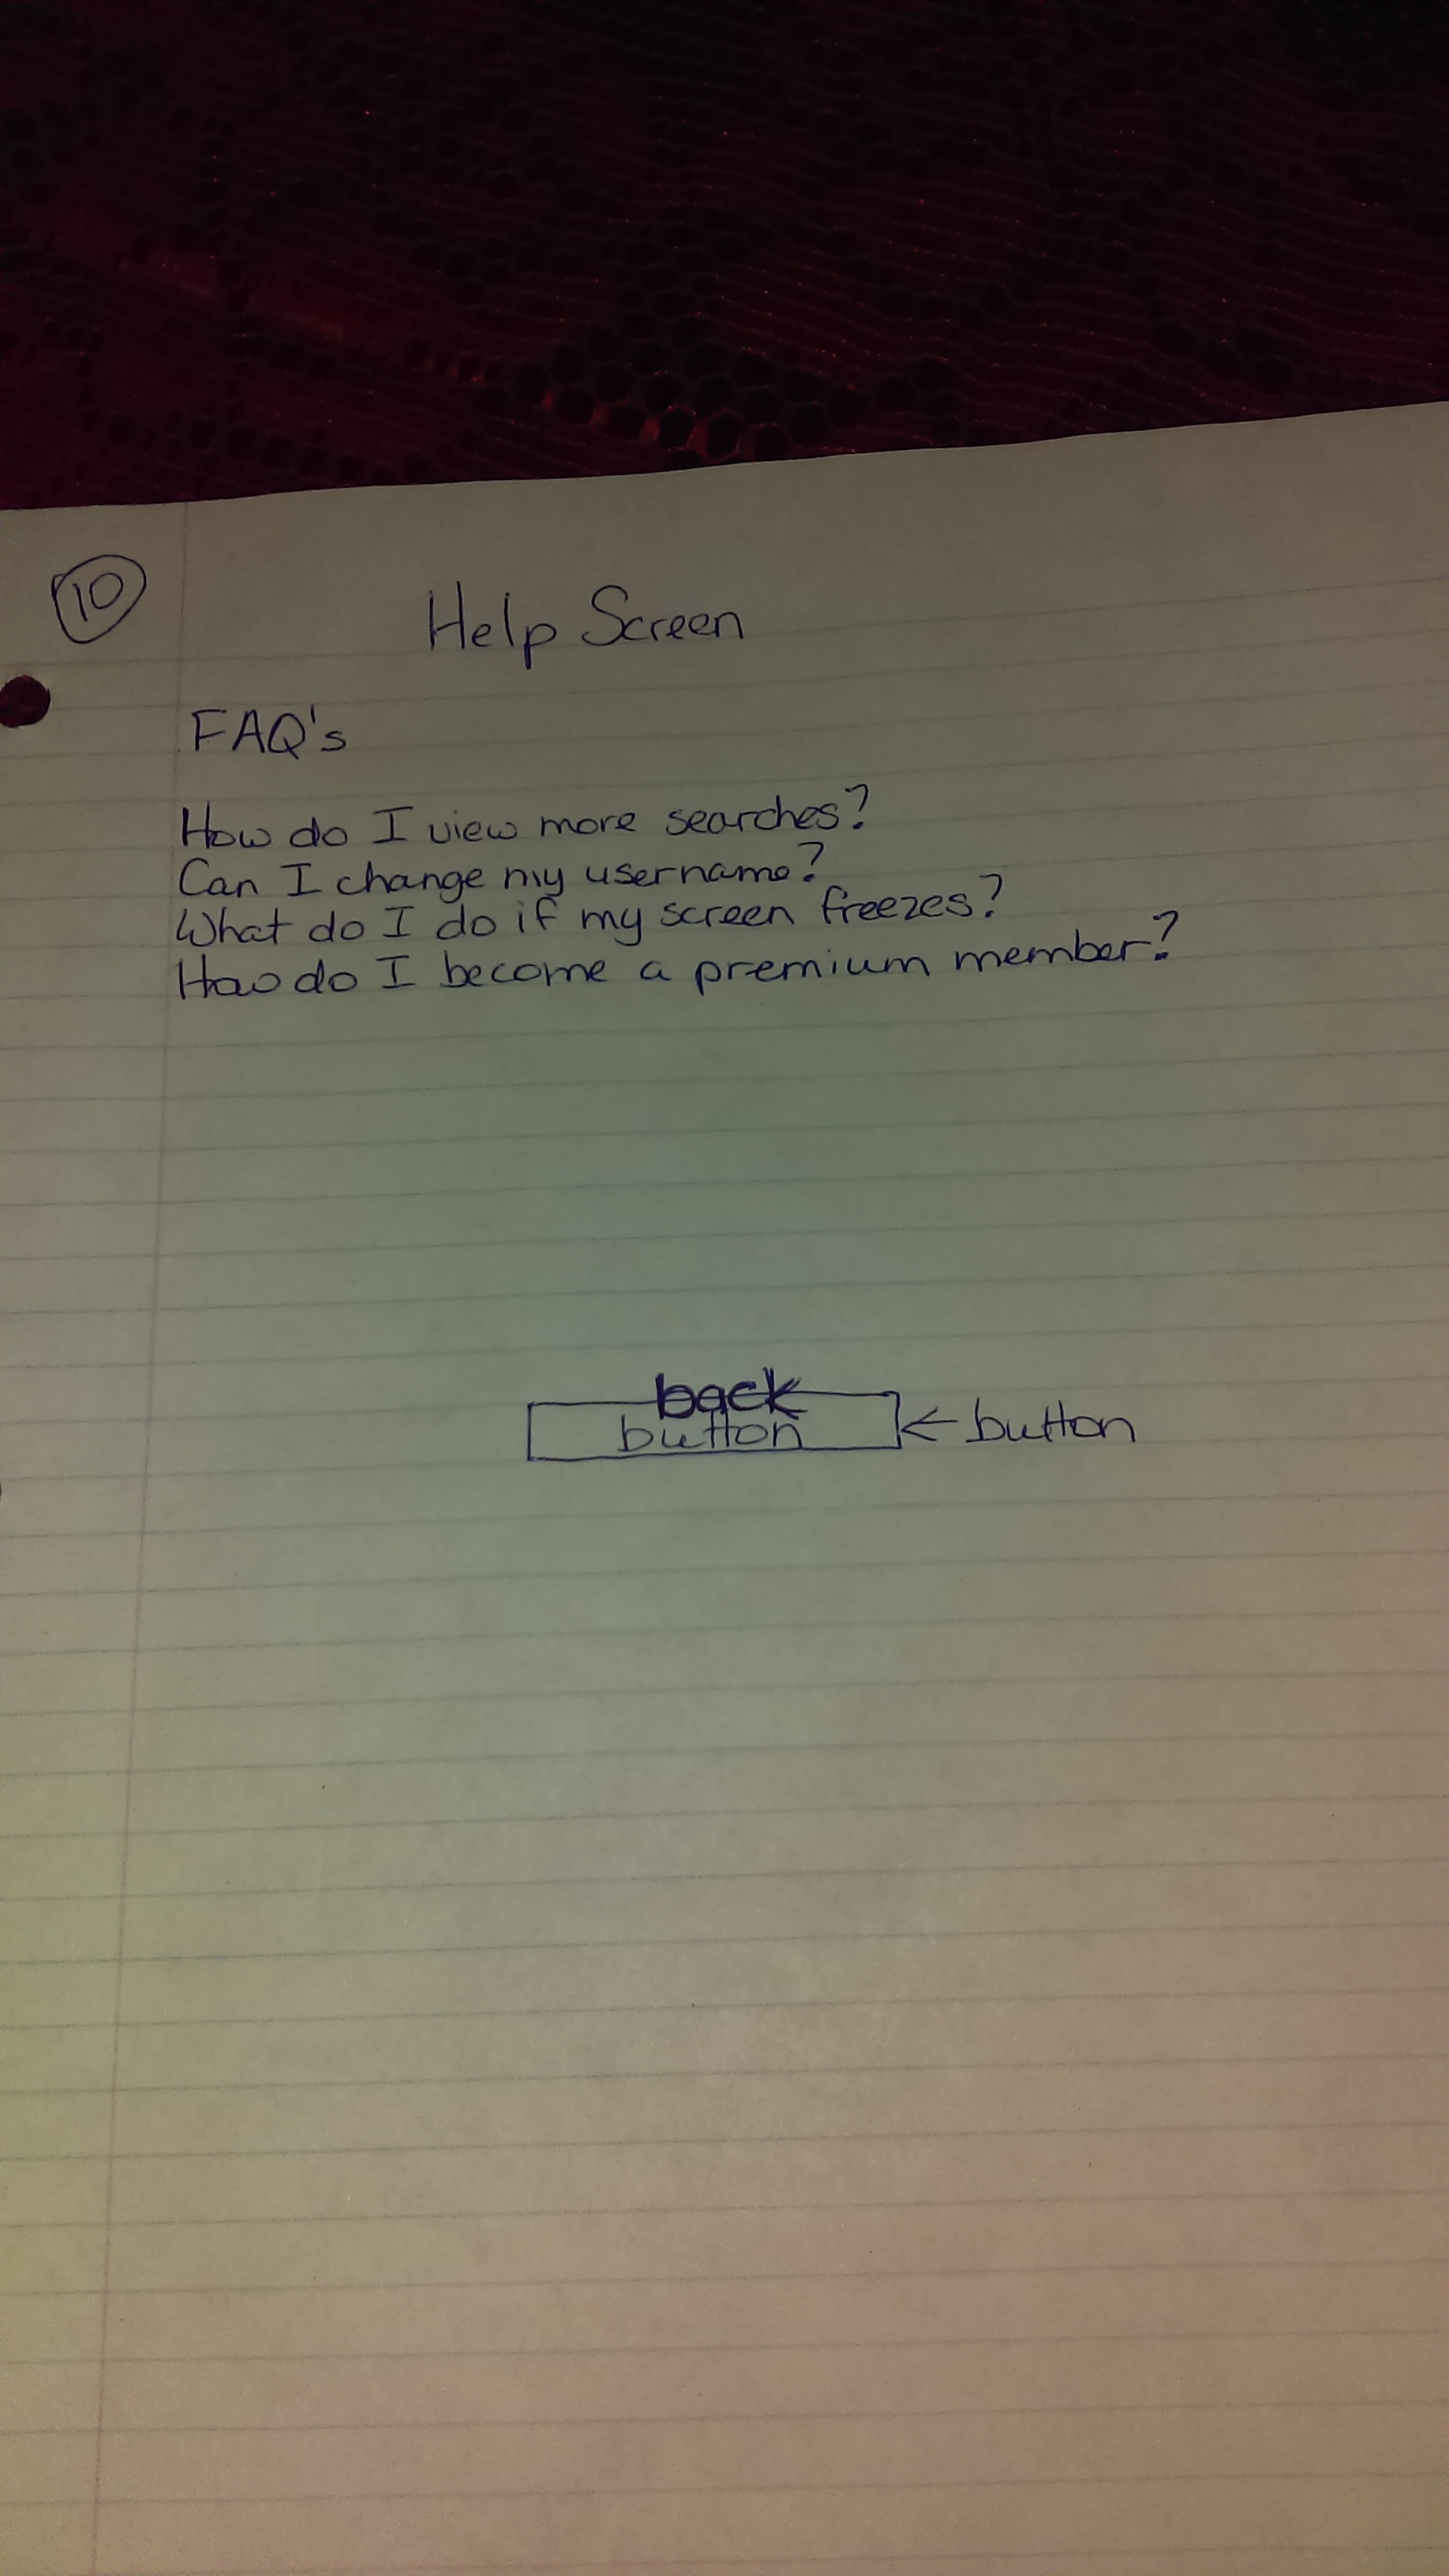 10
Help Screen
FAQ's
How do I view more searches?
Can I change my username?
What do I do if my screen freezes?
How do I become a premium member?
back
button ← button